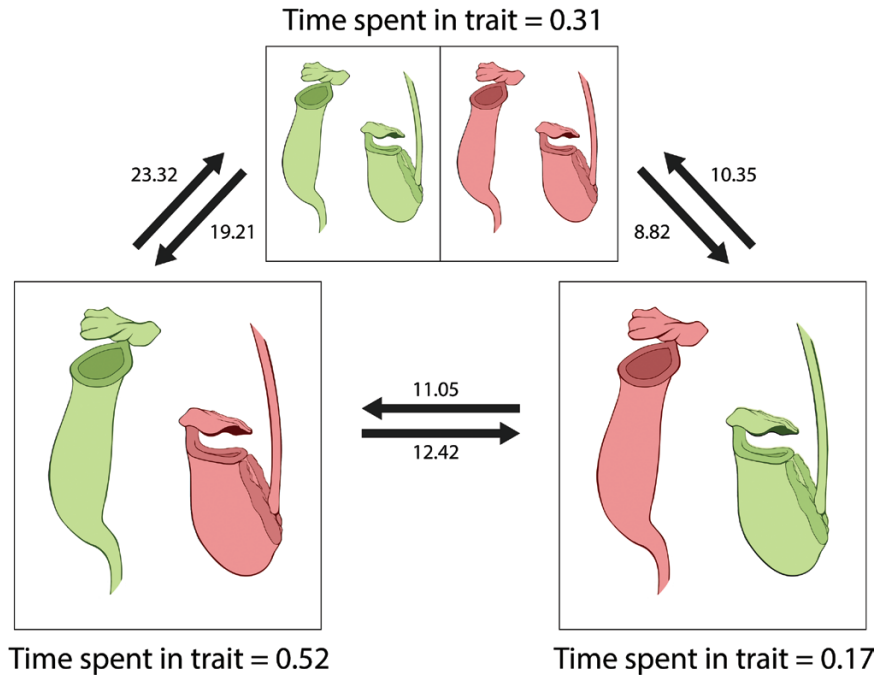 Time spent in trait = 0.31
23.32
19.21
10.35
8.82
11.05
12.42
Time spent in trait = 0.52
Time spent in trait = 0.17